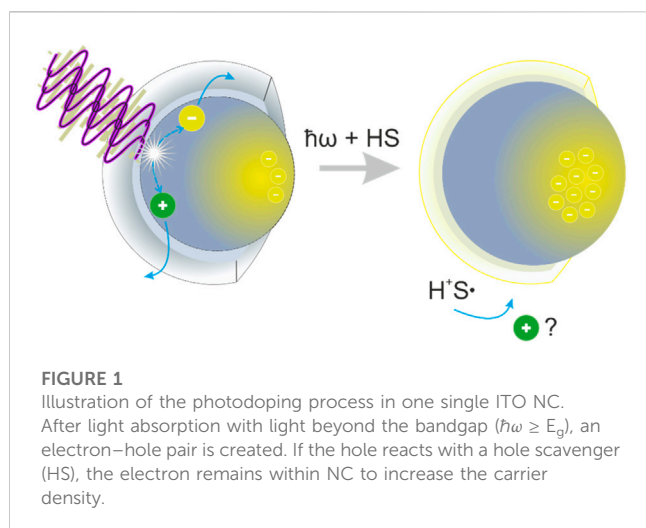 ħω + HS
H⁺S•
+ ?
FIGURE 1
Illustration of the photodoping process in one single ITO NC.
After light absorption with light beyond the bandgap (ħω ≥ E₉), an
electron–hole pair is created. If the hole reacts with a hole scavenger
(HS), the electron remains within NC to increase the carrier
density.